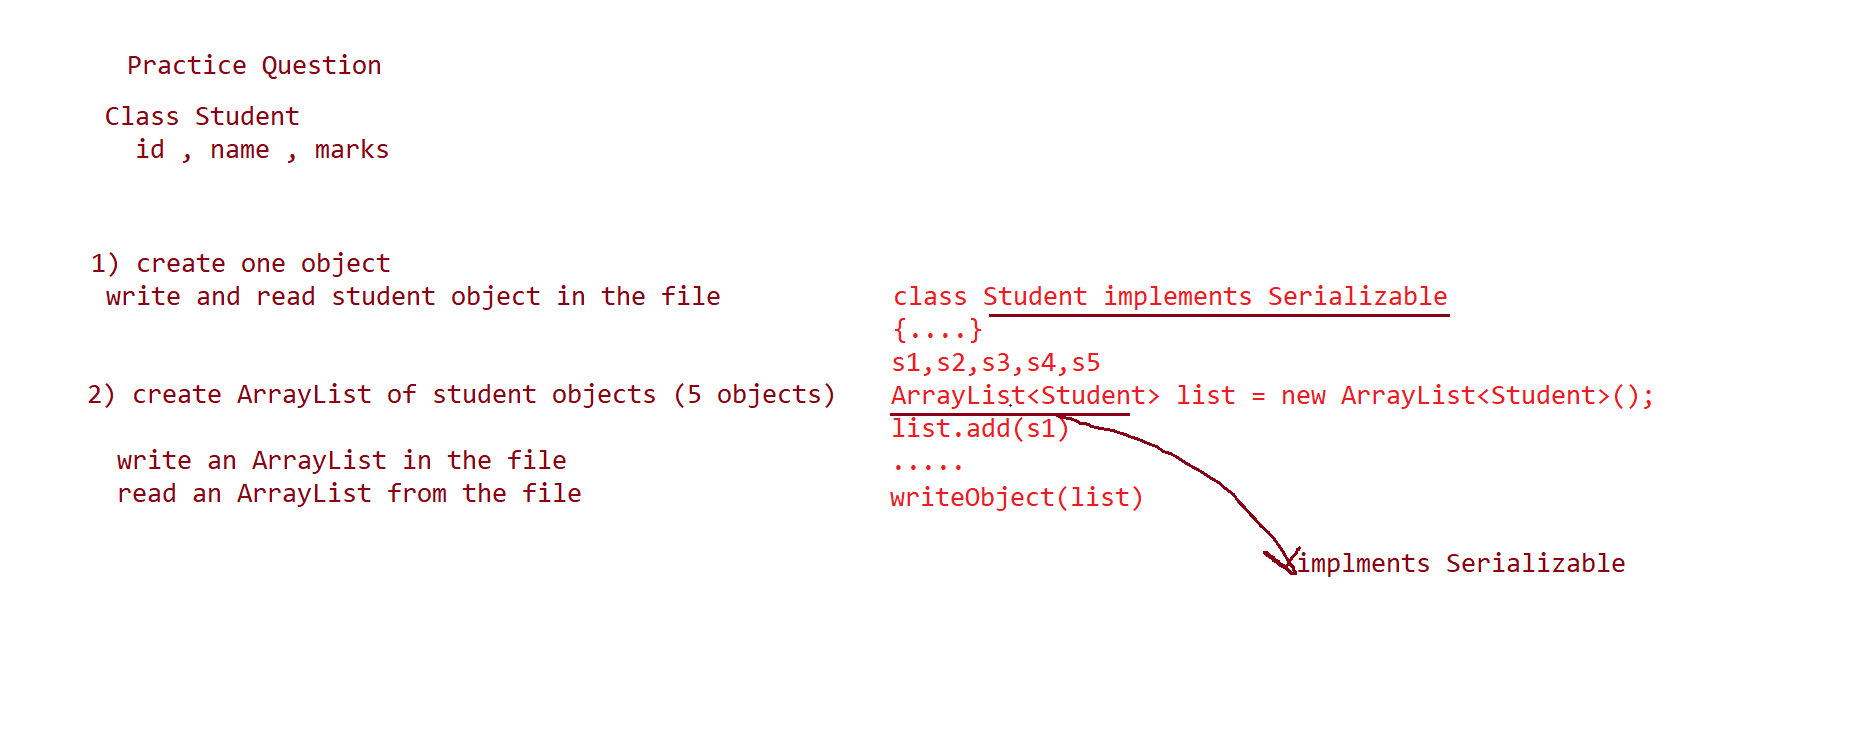 Practice Question
Class Student
id , name , marks
1) create one object
write and read student object in the file
2) create ArrayList of student objects (5 objects)
write an ArrayList in the file
read an ArrayList from the file
class Student implements Serializable
{....}
s1,s2,s3,s4,s5
ArrayList<Student> list = new ArrayList<Student>();
list.add(s1)
.....
writeObject(list)
implments Serializable